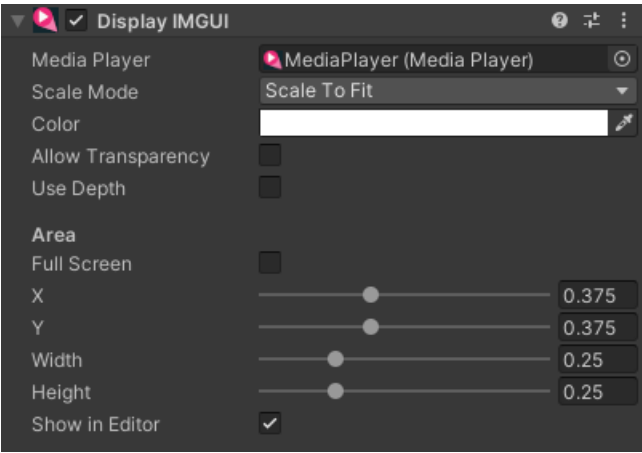 Display IMGUI
Media Player MediaPlayer (Media Player)
Scale Mode Scale To Fit
Color
Allow Transparency
Use Depth
Area
Full Screen
X 0.375
Y 0.375
Width 0.25
Height 0.25
Show in Editor